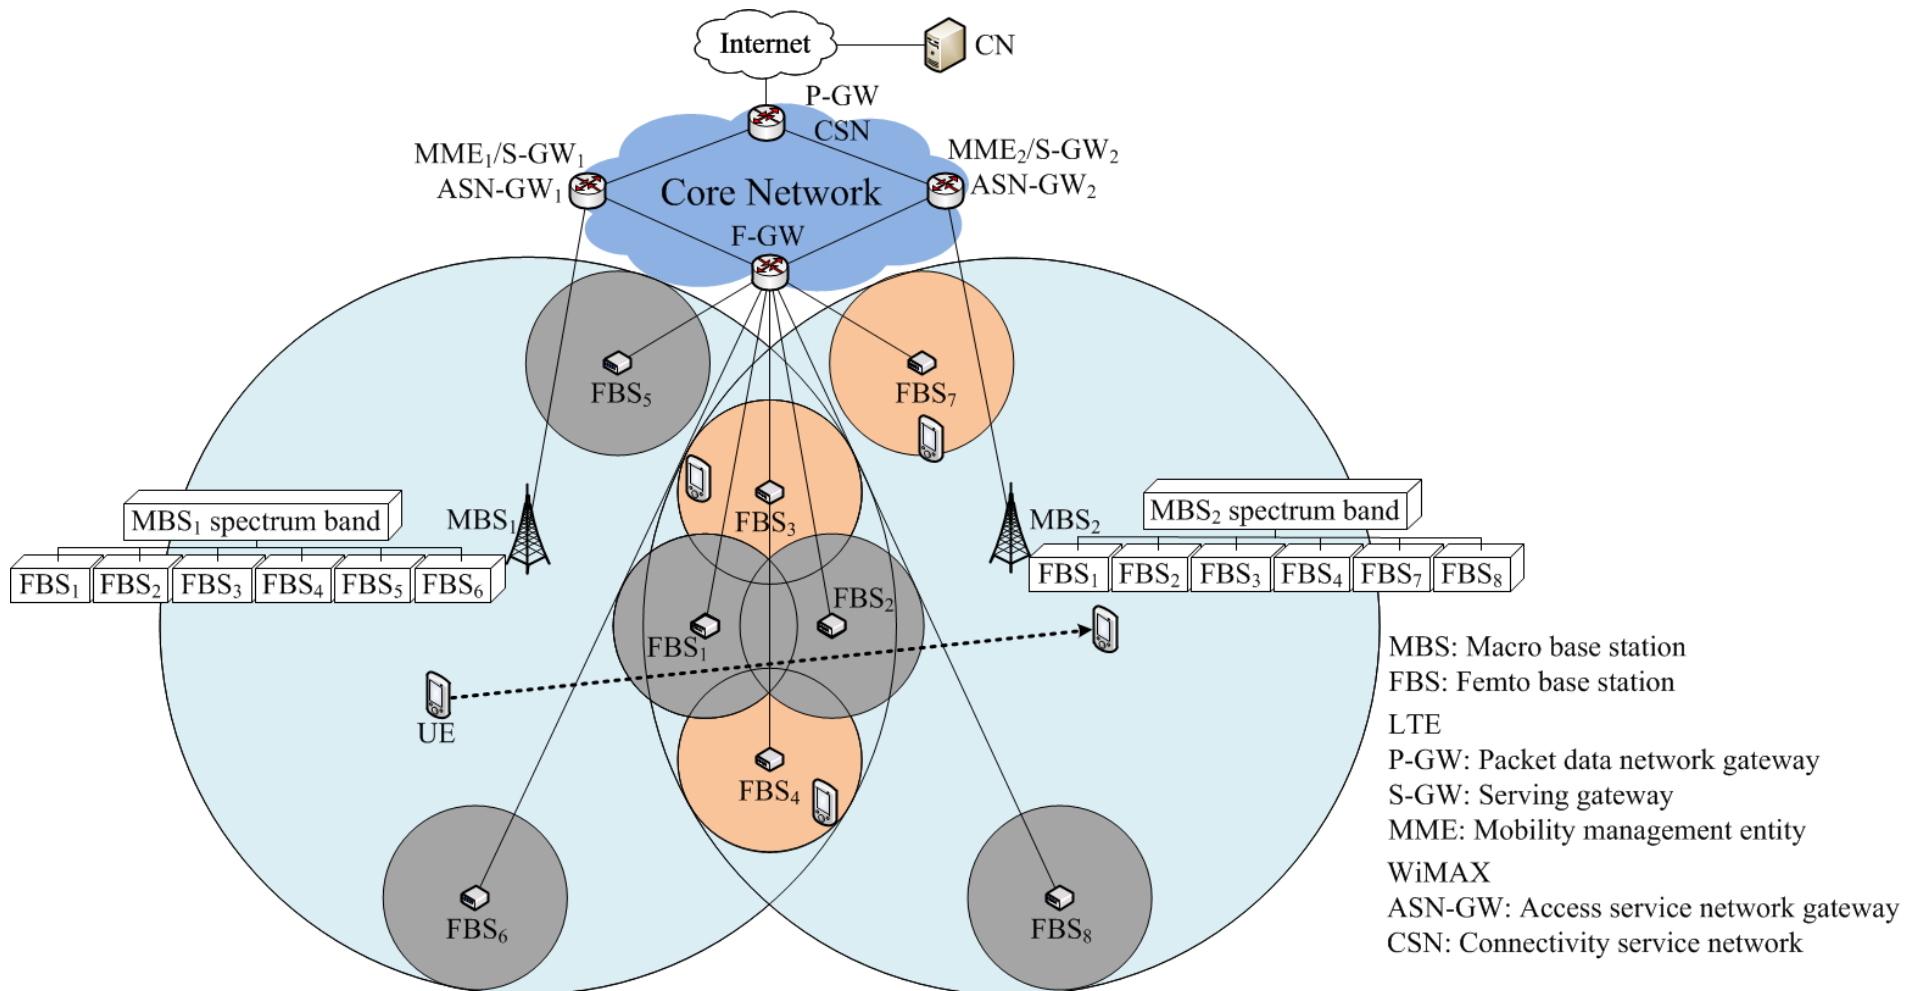 Internet
CN
P-GW
CSN
MME₁/S-GW₁
ASN-GW₁
MME₂/S-GW₂
ASN-GW₂
Core Network
F-GW
FBS₅
FBS₇
FBS₃
MBS₁
MBS₁ spectrum band
FBS₁ FBS₂ FBS₃ FBS₄ FBS₅ FBS₆
MBS₂
MBS₂ spectrum band
FBS₁ FBS₂ FBS₃ FBS₄ FBS₇ FBS₈
FBS₂
FBS₁
UE
FBS₄
FBS₆
FBS₈
MBS: Macro base station
FBS: Femto base station
LTE
P-GW: Packet data network gateway
S-GW: Serving gateway
MME: Mobility management entity
WiMAX
ASN-GW: Access service network gateway
CSN: Connectivity service network